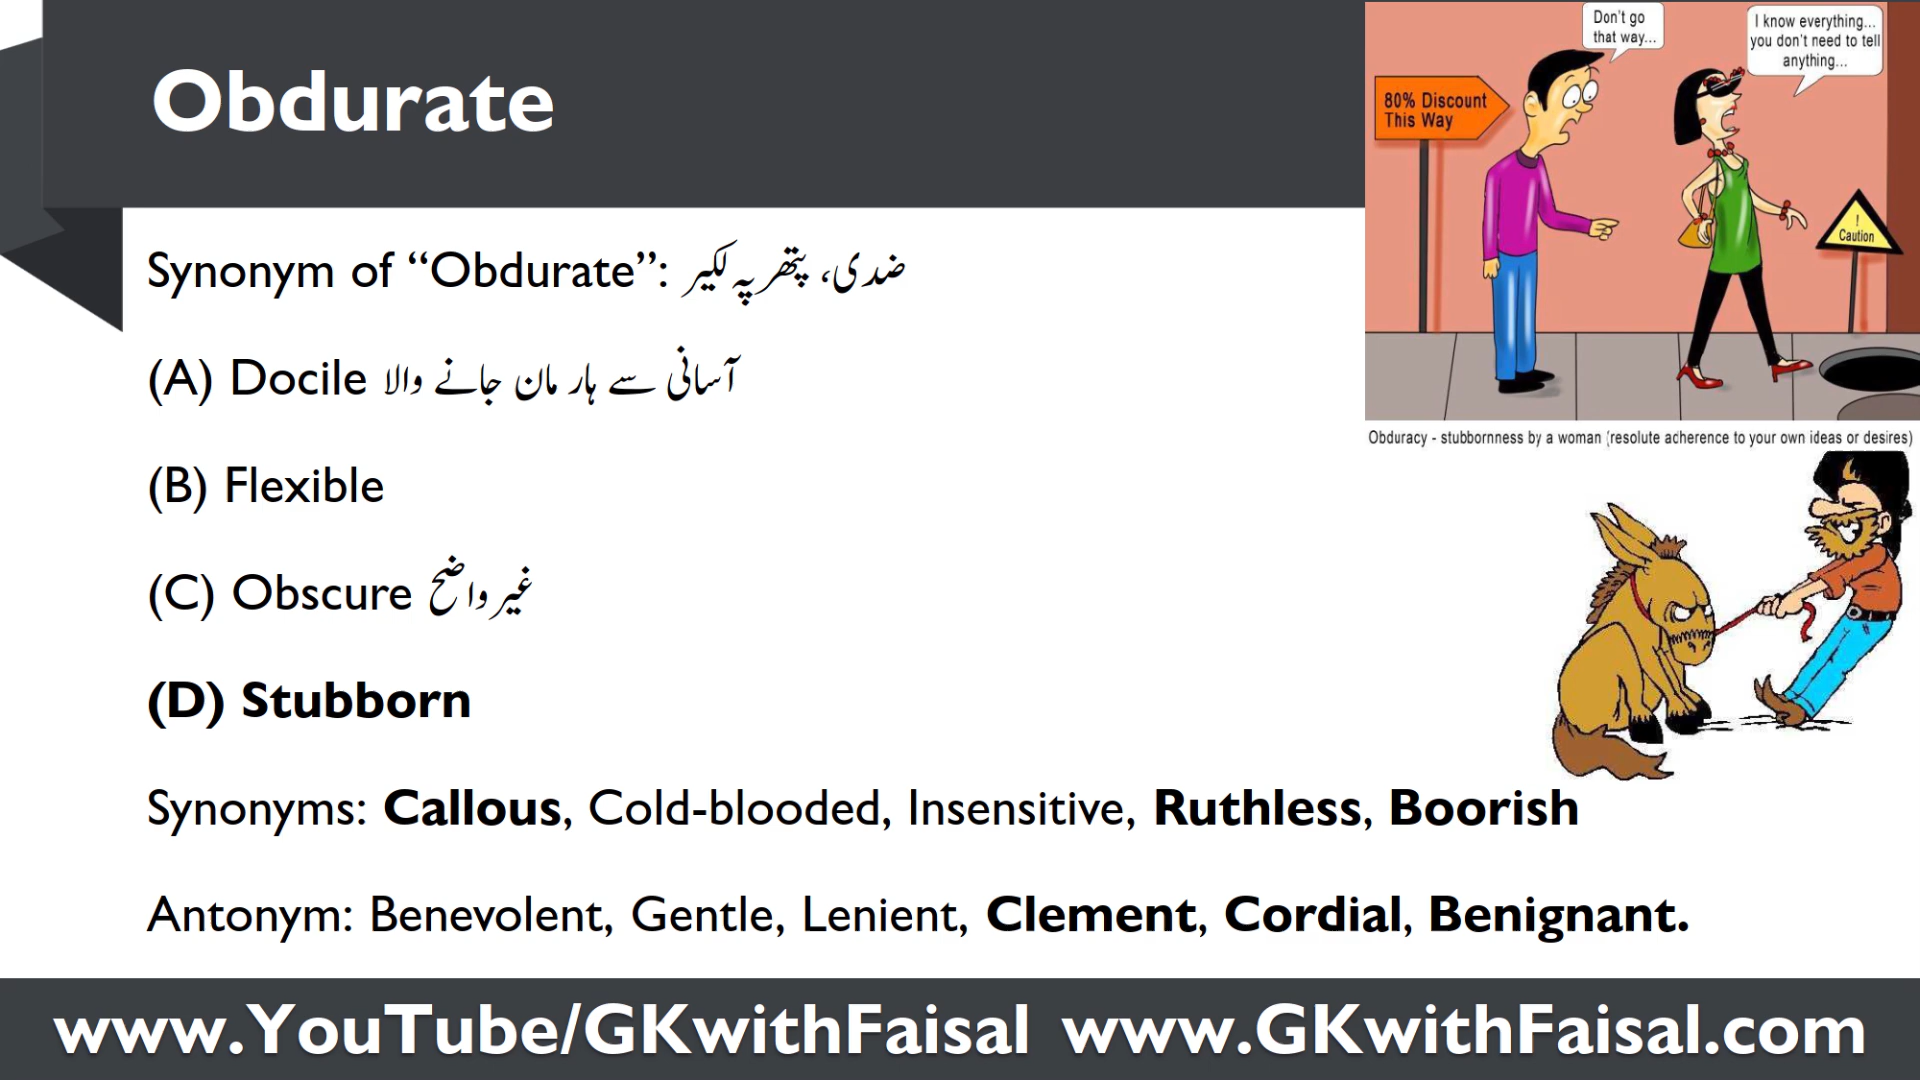 Obdurate
Don't go
that way...
I know everything...
you don't need to tell
anything...
80% Discount
This Way
!
Caution
Obduracy - stubbornness by a woman (resolute adherence to your own ideas or desires)
Synonym of “Obdurate”: ضدی، پتھر پہ لکیر
(A) Docile آسانی سے ہار مان جانے والا
(B) Flexible
(C) Obscure غیر واضح
(D) Stubborn
Synonyms: Callous, Cold-blooded, Insensitive, Ruthless, Boorish
Antonym: Benevolent, Gentle, Lenient, Clement, Cordial, Benignant.
www.YouTube/GKwithFaisal www.GKwithFaisal.com